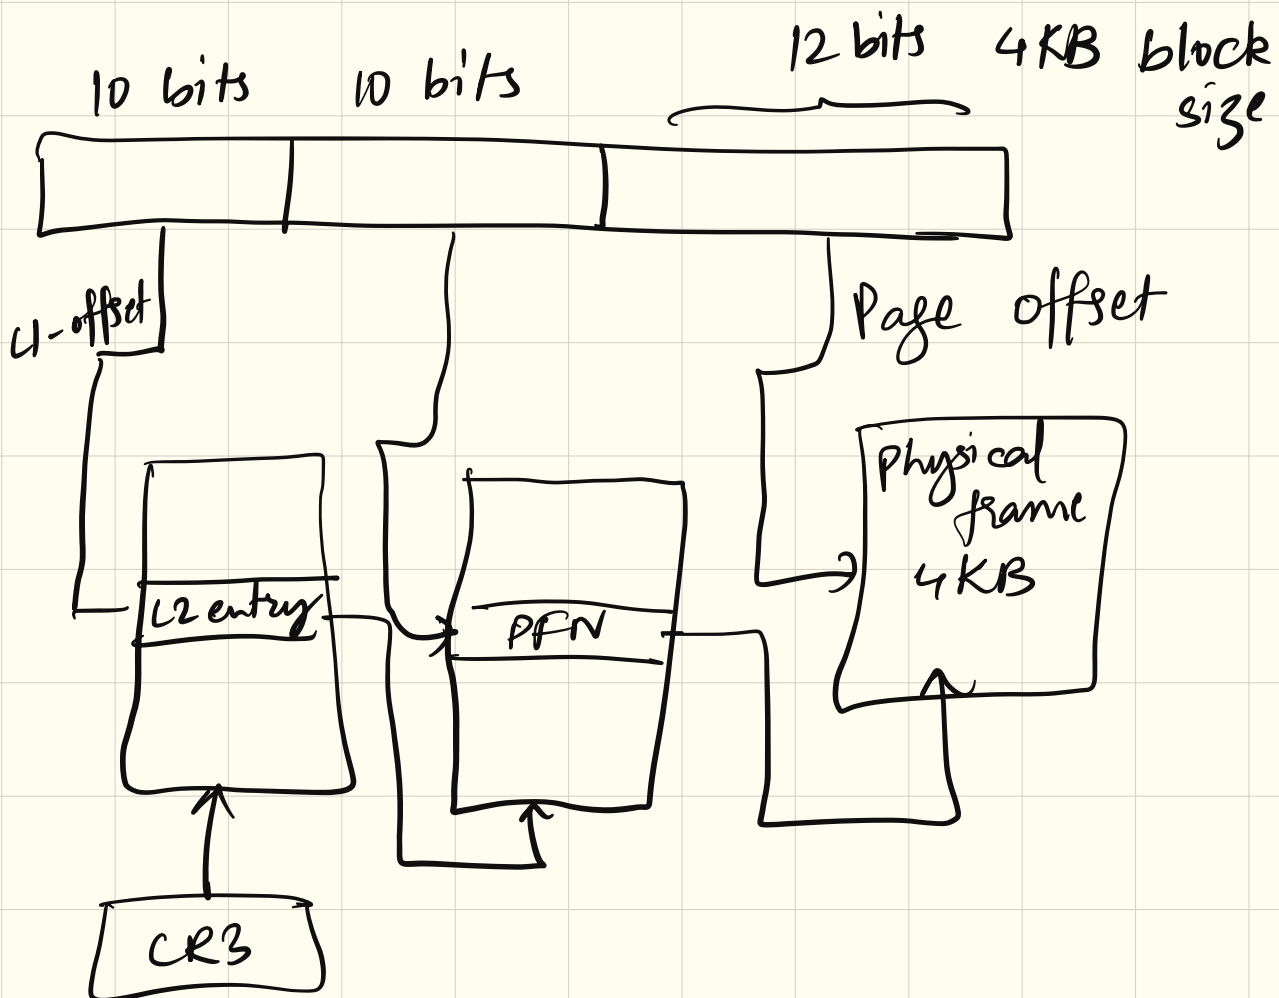 10 bits
10 bits
12 bits
4KB block
size
L1-offset
Page offset
L2 entry
PFN
physical
frame
4KB
CR3